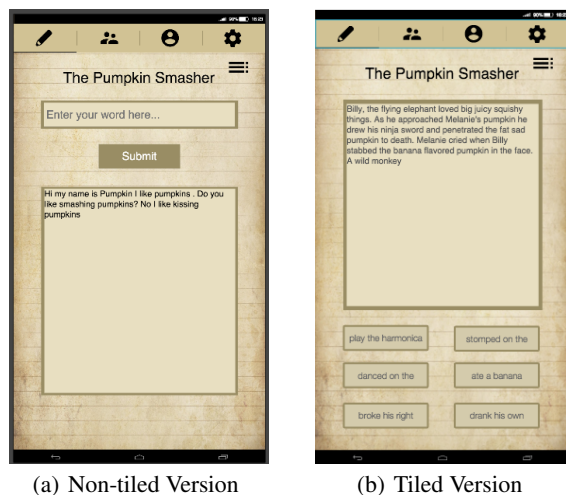 90% 16:21
The Pumpkin Smasher
Enter your word here...
Submit
Hi my name is Pumpkin I like pumpkins . Do you
like smashing pumpkins? No I like kissing
pumpkins
(a) Non-tiled Version
The Pumpkin Smasher
Billy, the flying elephant loved big juicy squishy
things. As he approached Melanie's pumpkin he
drew his ninja sword and penetrated the fat sad
pumpkin to death. Melanie cried when Billy
stabbed the banana flavored pumpkin in the face.
A wild monkey
play the harmonica
stomped on the
danced on the
ate a banana
broke his right
drank his own
(b) Tiled Version